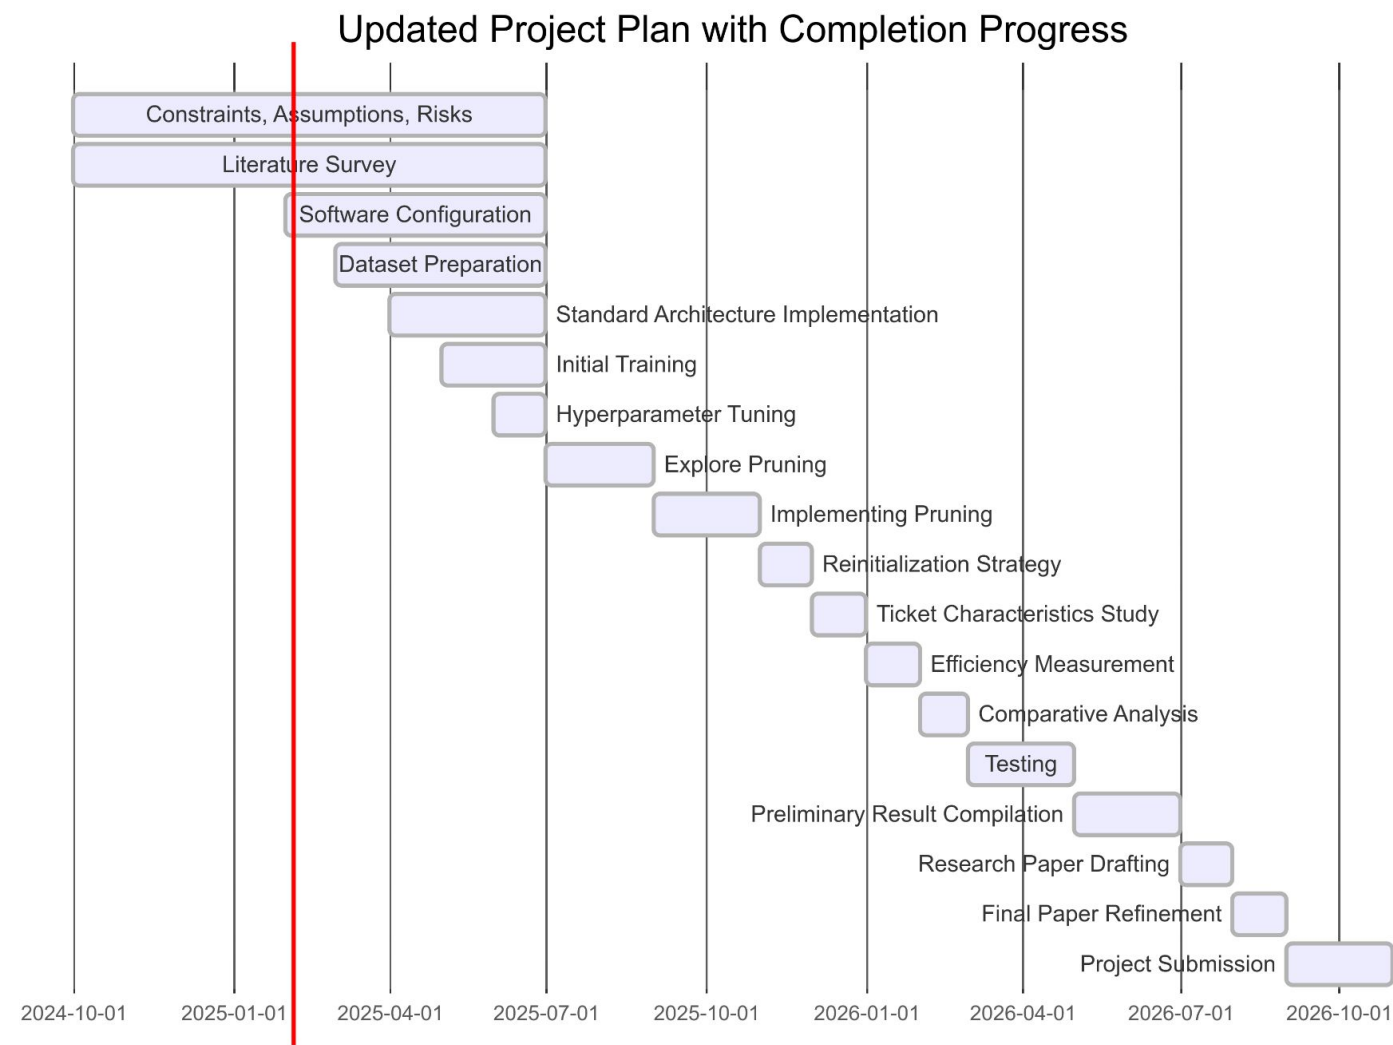 Updated Project Plan with Completion Progress
Constraints, Assumptions, Risks
Literature Survey
Software Configuration
Dataset Preparation
Standard Architecture Implementation
Initial Training
Hyperparameter Tuning
Explore Pruning
Implementing Pruning
Reinitialization Strategy
Ticket Characteristics Study
Efficiency Measurement
Comparative Analysis
Testing
Preliminary Result Compilation
Research Paper Drafting
Final Paper Refinement
Project Submission
2024-10-01 2025-01-01 2025-04-01 2025-07-01 2025-10-01 2026-01-01 2026-04-01 2026-07-01 2026-10-01